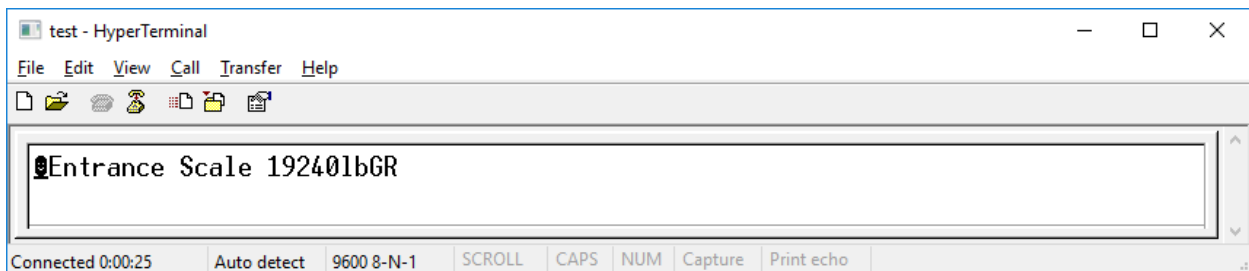 test - HyperTerminal
File Edit View Call Transfer Help
Entrance Scale 19240lbGR
Connected 0:00:25 Auto detect 9600 8-N-1 SCROLL CAPS NUM Capture Print echo